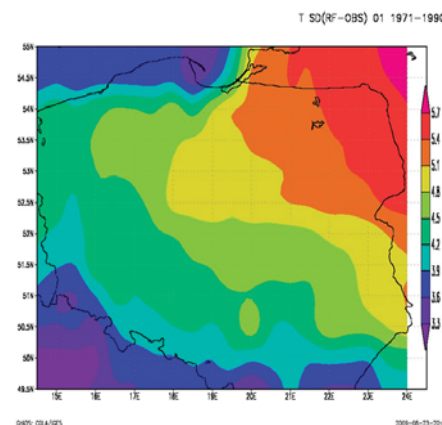 T SD(RF-OBS) 01 1971-1990
55N
54.5N
54N
53.5N
53N
52.5N
52N
51.5N
51N
50.5N
50N
49.5N
5.7
5.4
5.1
4.8
4.5
4.2
3.9
3.6
3.3
15E 16E 17E 18E 19E 20E 21E 22E 23E 24E
GrADS: COLA/IGES